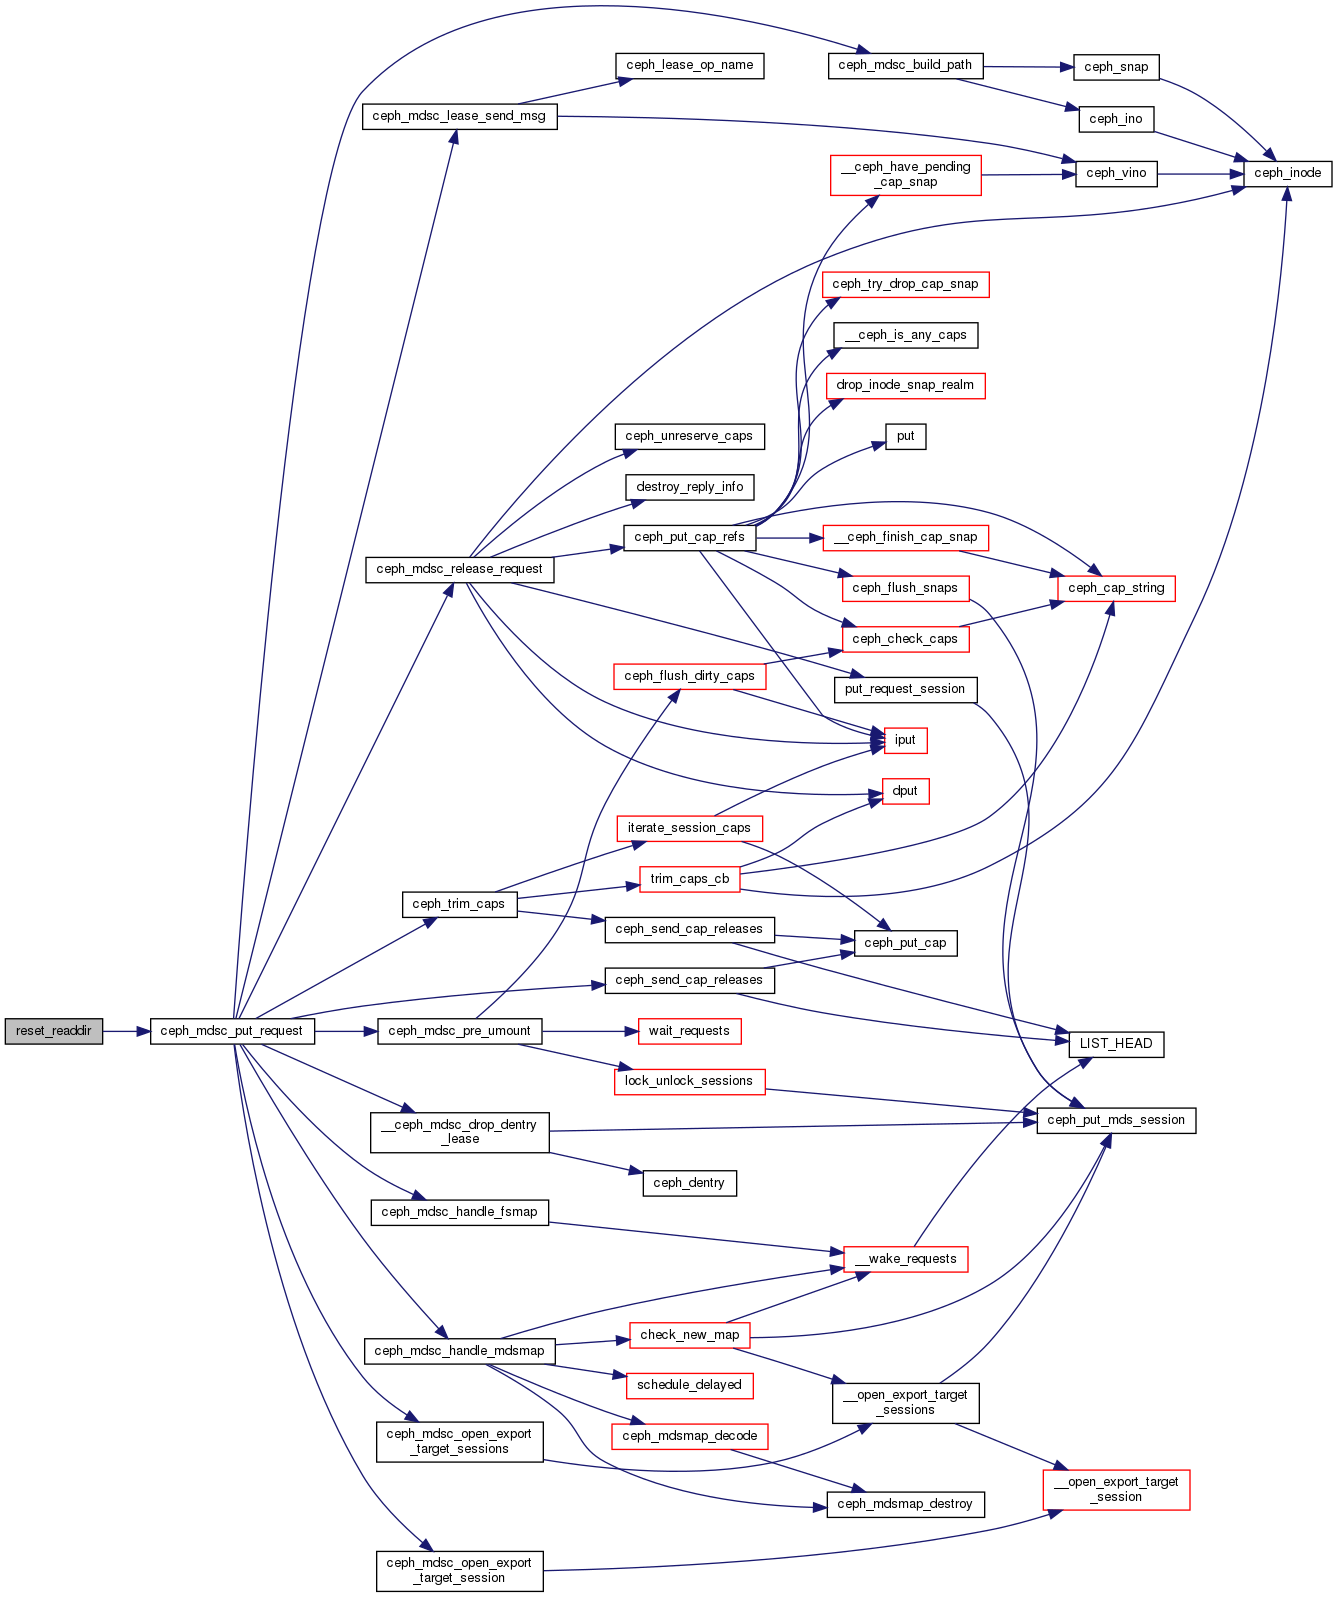 ceph_lease_op_name
ceph_mdsc_build_path
ceph_snap
ceph_mdsc_lease_send_msg
ceph_ino
__ceph_have_pending
_cap_snap
ceph_vino
ceph_inode
ceph_try_drop_cap_snap
__ceph_is_any_caps
drop_inode_snap_realm
ceph_unreserve_caps
put
destroy_reply_info
ceph_put_cap_refs
__ceph_finish_cap_snap
ceph_mdsc_release_request
ceph_flush_snaps
ceph_cap_string
ceph_check_caps
ceph_flush_dirty_caps
put_request_session
iput
dput
iterate_session_caps
trim_caps_cb
ceph_trim_caps
ceph_send_cap_releases
ceph_put_cap
ceph_send_cap_releases
reset_readdir
ceph_mdsc_put_request
ceph_mdsc_pre_umount
wait_requests
LIST_HEAD
lock_unlock_sessions
__ceph_mdsc_drop_dentry
_lease
ceph_put_mds_session
ceph_dentry
ceph_mdsc_handle_fsmap
__wake_requests
check_new_map
ceph_mdsc_handle_mdsmap
schedule_delayed
__open_export_target
_sessions
ceph_mdsc_open_export
_target_sessions
ceph_mdsmap_decode
__open_export_target
_session
ceph_mdsmap_destroy
ceph_mdsc_open_export
_target_session